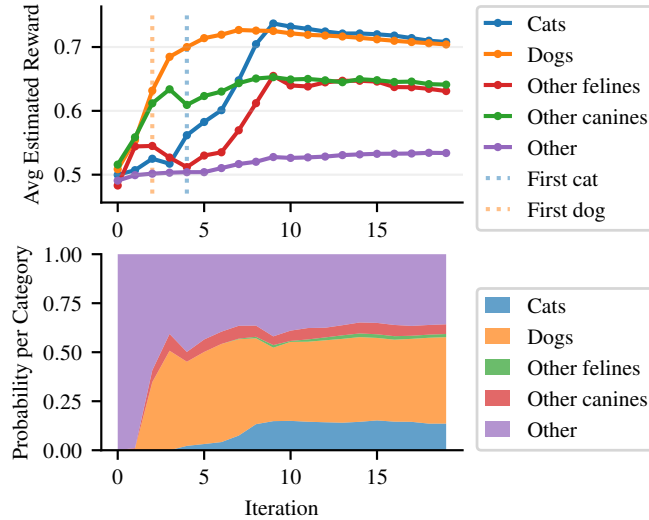 Avg Estimated Reward
0.7
0.6
0.5
0
5
10
15
Cats
Dogs
Other felines
Other canines
Other
First cat
First dog
Probability per Category
1.00
0.75
0.50
0.25
0.00
0
5
10
15
Iteration
Cats
Dogs
Other felines
Other canines
Other